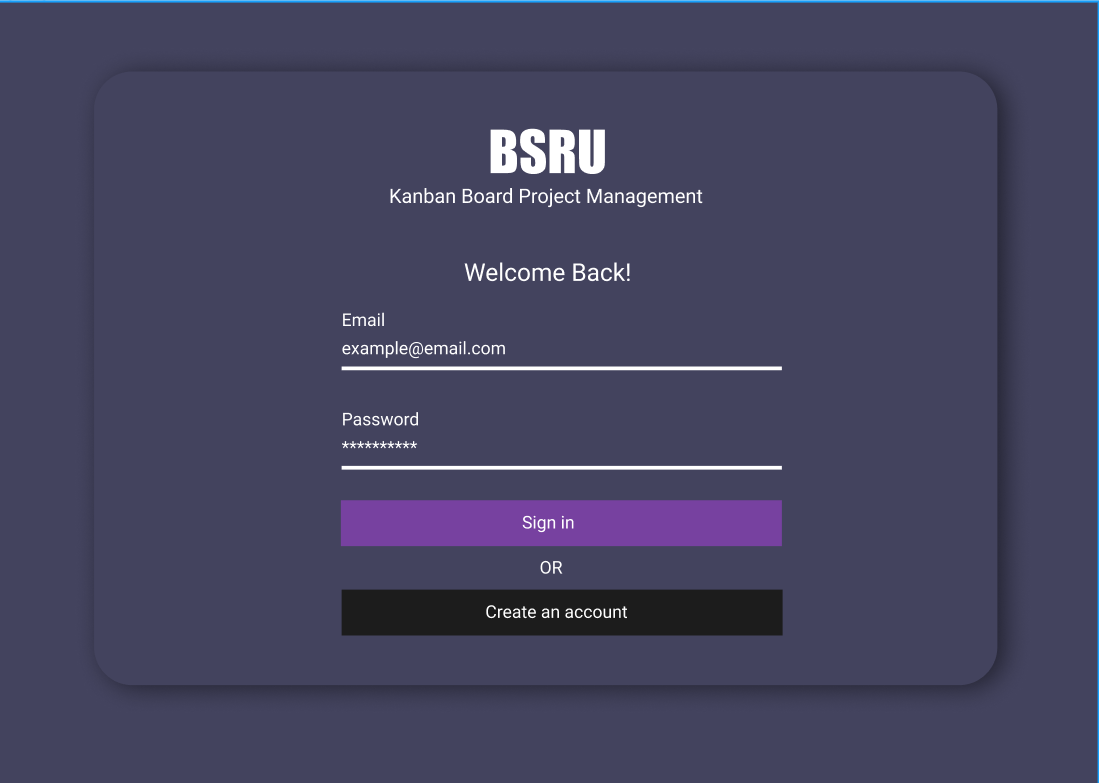 BSRU
Kanban Board Project Management
Welcome Back!
Email
example@email.com
Password
**********
Sign in
OR
Create an account